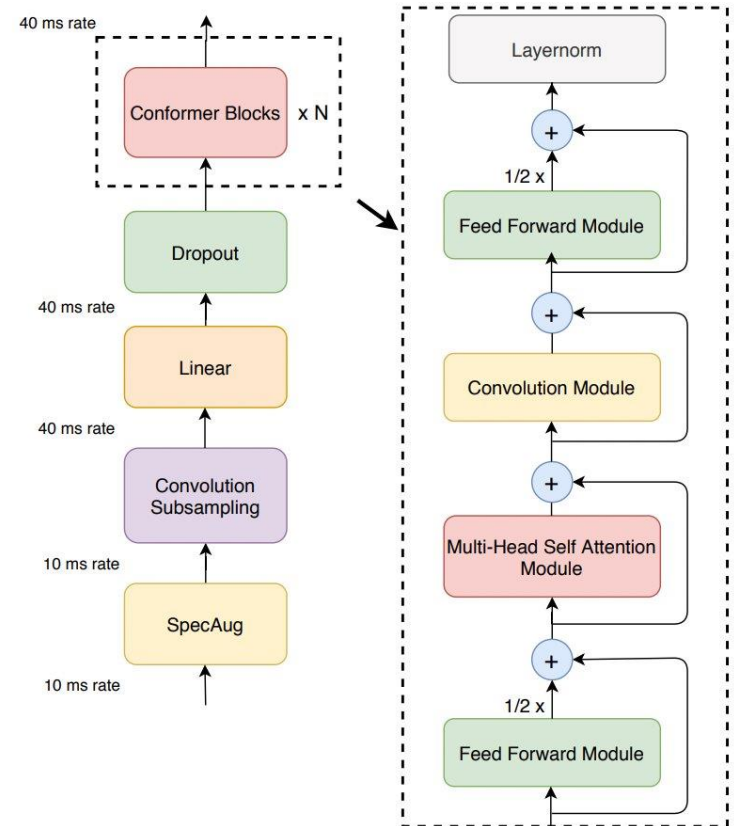 40 ms rate
Conformer Blocks
x N
Dropout
40 ms rate
Linear
40 ms rate
Convolution
Subsampling
10 ms rate
SpecAug
10 ms rate
Layernorm
+
1/2 x
Feed Forward Module
+
Convolution Module
+
Multi-Head Self Attention
Module
+
1/2 x
Feed Forward Module